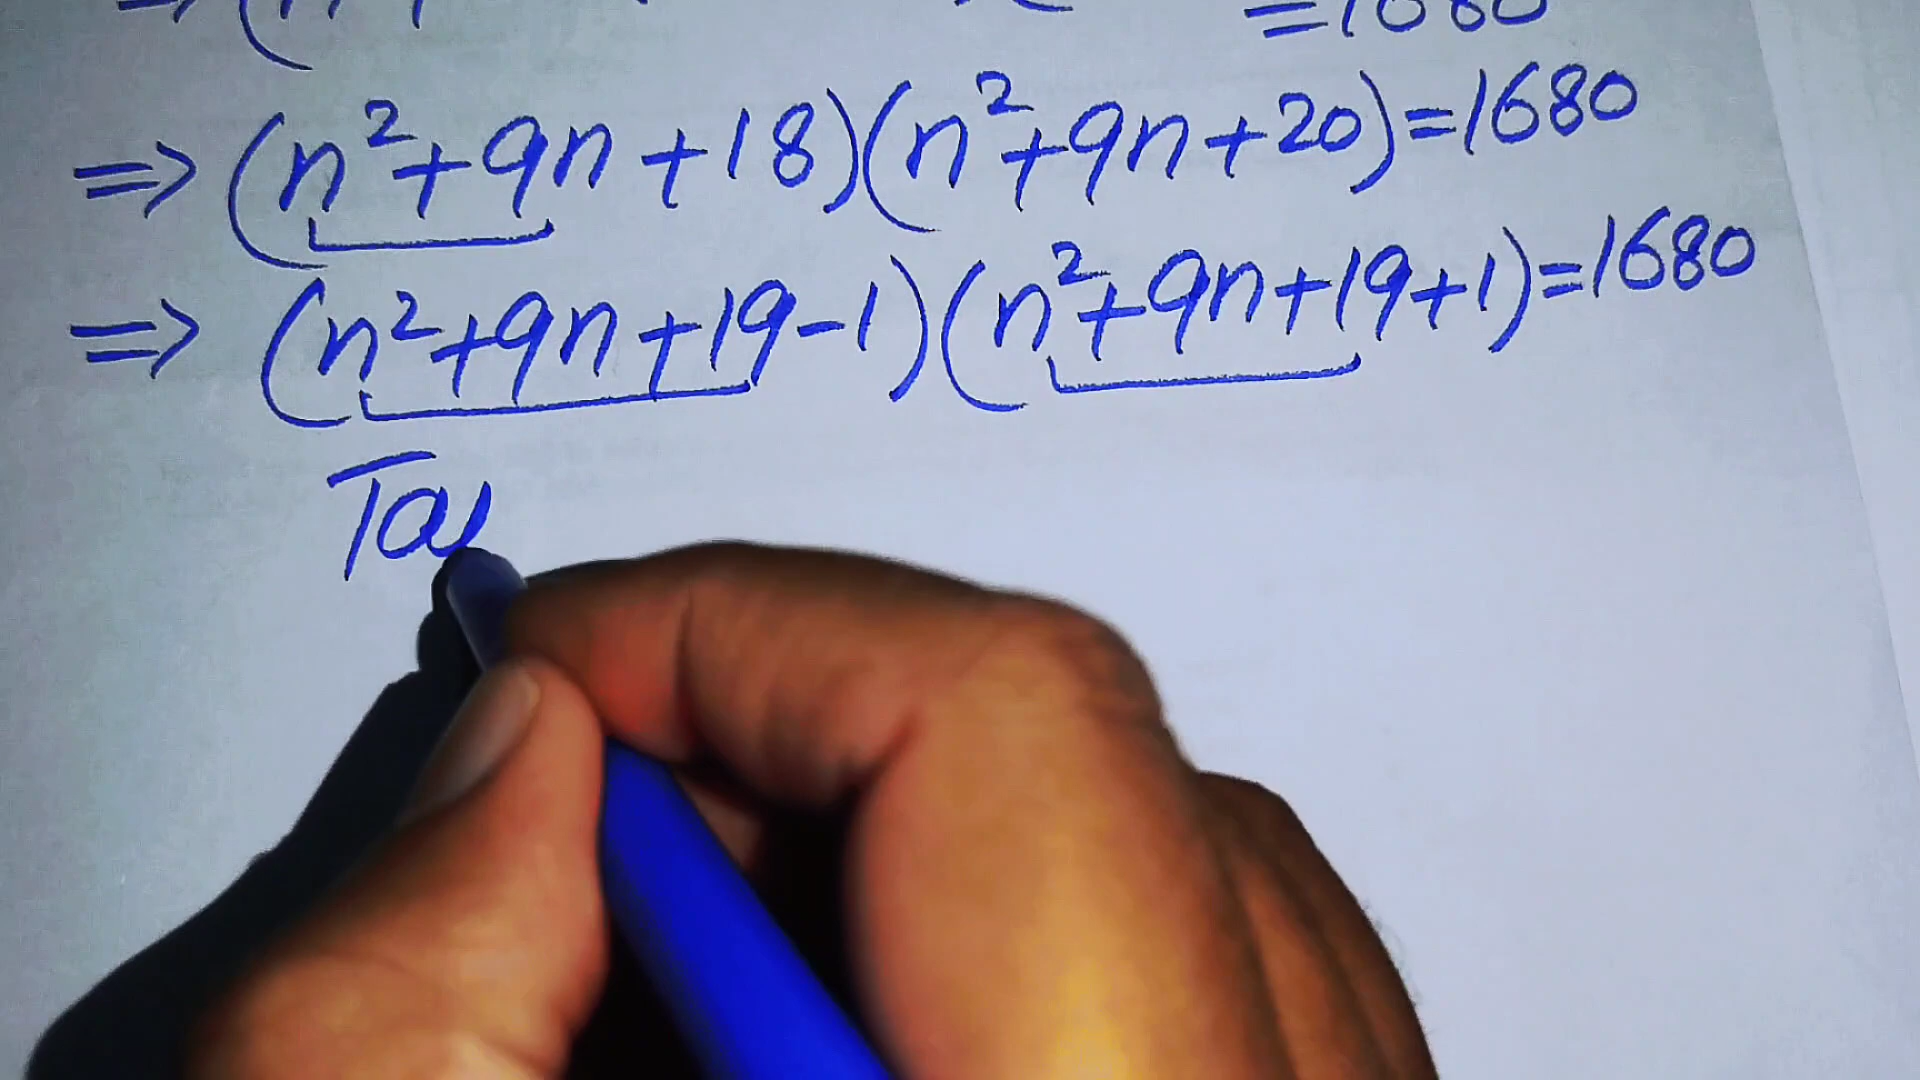 =1680
⇒ (n²+9n+18)(n²+9n+20)=1680
⇒ (n²+9n+19-1)(n²+9n+19+1)=1680
Ta